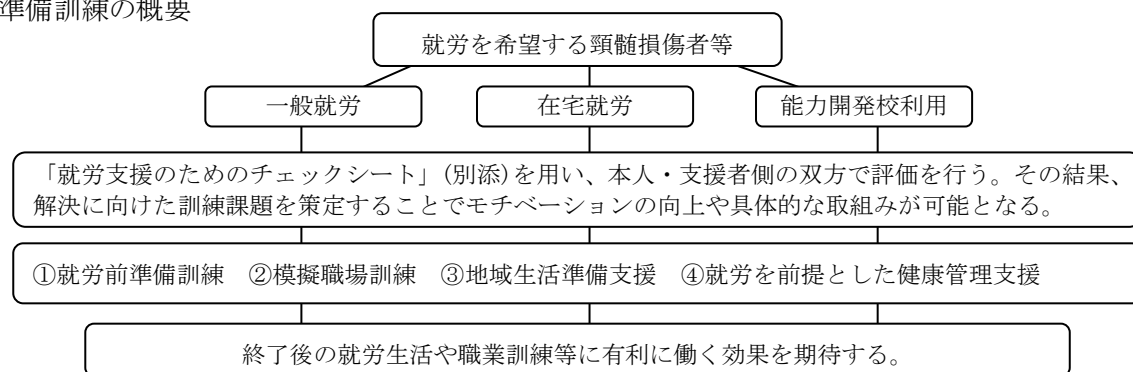 準備訓練の概要
就労を希望する頸髄損傷者等
一般就労
在宅就労
能力開発校利用
「就労支援のためのチェックシート」(別添)を用い、本人・支援者側の双方で評価を行う。その結果、
解決に向けた訓練課題を策定することでモチベーションの向上や具体的な取組みが可能となる。
①就労前準備訓練 ②模擬職場訓練 ③地域生活準備支援 ④就労を前提とした健康管理支援
終了後の就労生活や職業訓練等に有利に働く効果を期待する。